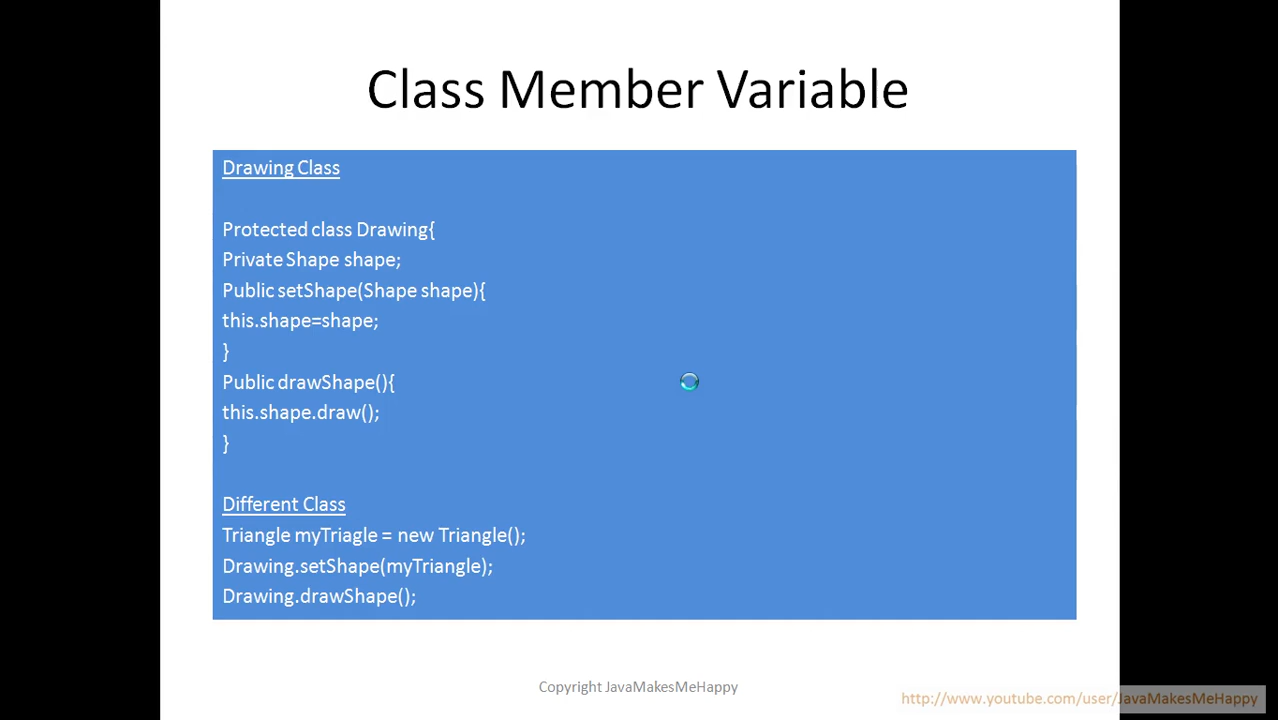 Class Member Variable
Drawing Class
Protected class Drawing{
Private Shape shape;
Public setShape(Shape shape){
this.shape=shape;
}
Public drawShape(){
this.shape.draw();
}
Different Class
Triangle myTriagle = new Triangle();
Drawing.setShape(myTriangle);
Drawing.drawShape();
Copyright JavaMakesMeHappy
http://www.youtube.com/user/JavaMakesMeHappy